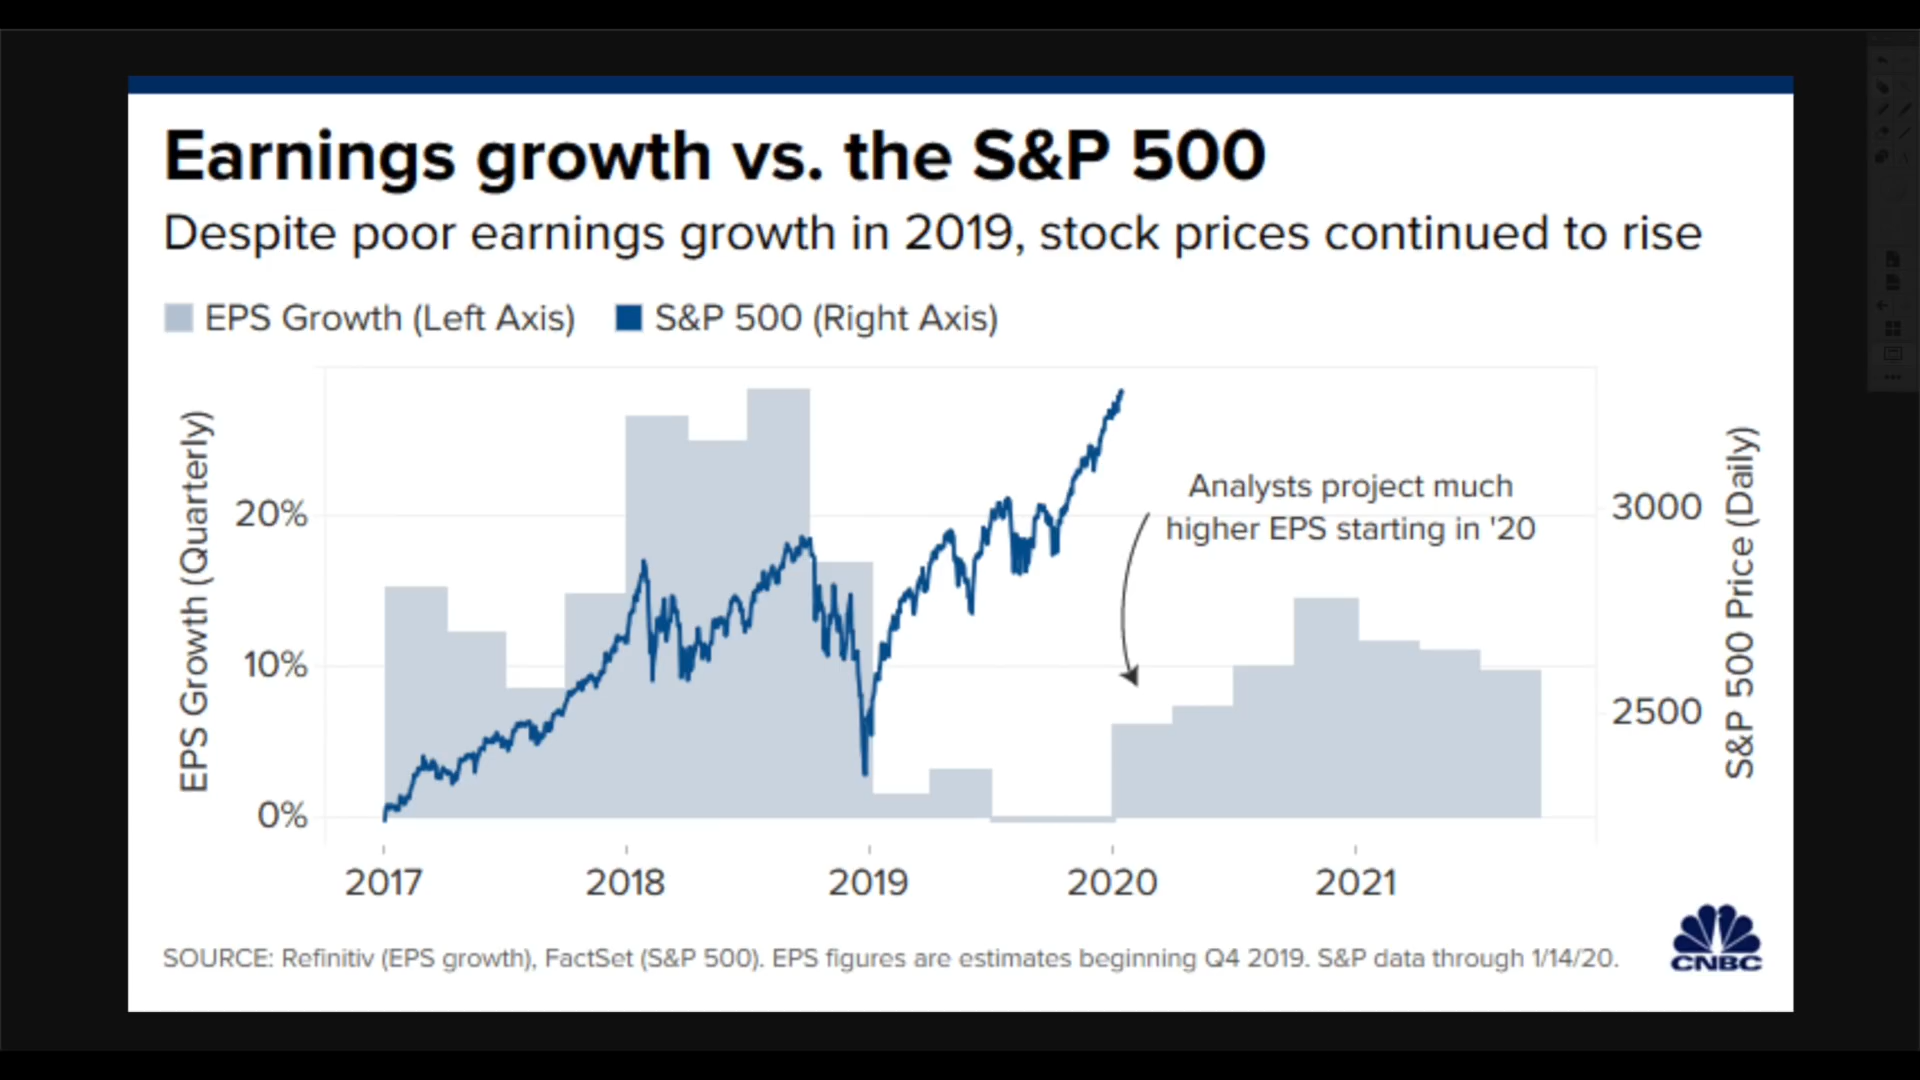 Earnings growth vs. the S&P 500
Despite poor earnings growth in 2019, stock prices continued to rise
EPS Growth (Left Axis) S&P 500 (Right Axis)
EPS Growth (Quarterly)
20%
10%
0%
Analysts project much
higher EPS starting in '20
3000
2500
S&P 500 Price (Daily)
2017 2018 2019 2020 2021
SOURCE: Refinitiv (EPS growth), FactSet (S&P 500). EPS figures are estimates beginning Q4 2019. S&P data through 1/14/20.
CNBC